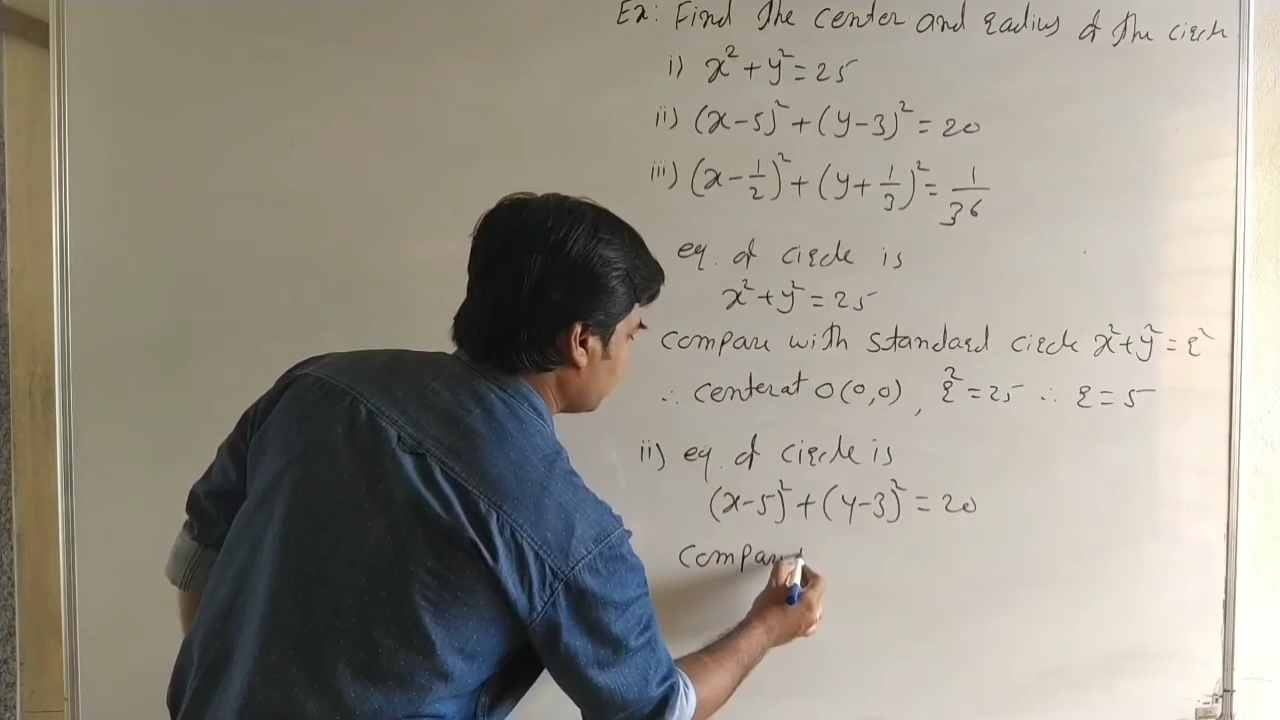 Ex: Find the center and radius of the circle
i) x² + y² = 25
ii) (x-5)² + (y-3)² = 20
iii) (x - 1/2)² + (y + 1/3)² = 1/36
eq. of circle is
x² + y² = 25
compare with standard circle x² + y² = r²
∴ center at O(0,0), r² = 25 ∴ r = 5
ii) eq. of circle is
(x-5)² + (y-3)² = 20
Compar